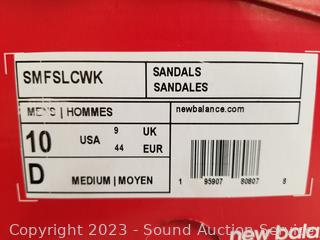 SMFSLCWK
SANDALS
SANDALES
MEN'S | HOMMES
newbalance.com
10 USA 9 UK
44 EUR
D MEDIUM | MOYEN
1 95907 80807 8
new bala
Copyright 2023 - Sound Auction Service